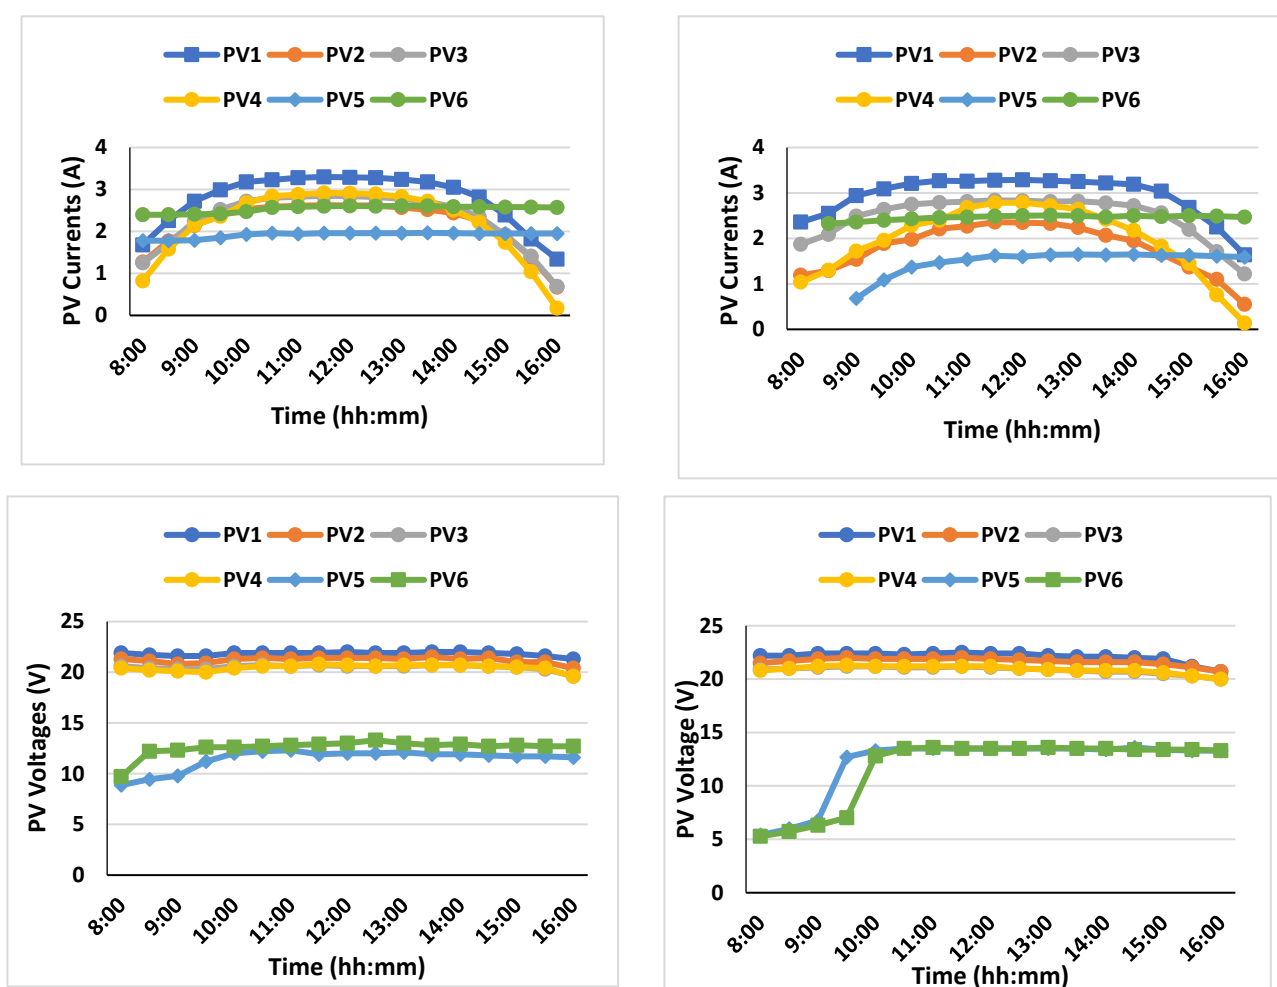 PV1 PV2 PV3
PV4 PV5 PV6
4
3
2
1
0
PV Currents (A)
8:00 9:00 10:00 11:00 12:00 13:00 14:00 15:00 16:00
Time (hh:mm)
PV1 PV2 PV3
PV4 PV5 PV6
4
3
2
1
0
PV Currents (A)
8:00 9:00 10:00 11:00 12:00 13:00 14:00 15:00 16:00
Time (hh:mm)
PV1 PV2 PV3
PV4 PV5 PV6
25
20
15
10
5
0
PV Voltages (V)
8:00 9:00 10:00 11:00 12:00 13:00 14:00 15:00 16:00
Time (hh:mm)
PV1 PV2 PV3
PV4 PV5 PV6
25
20
15
10
5
0
PV Voltage (V)
8:00 9:00 10:00 11:00 12:00 13:00 14:00 15:00 16:00
Time (hh:mm)